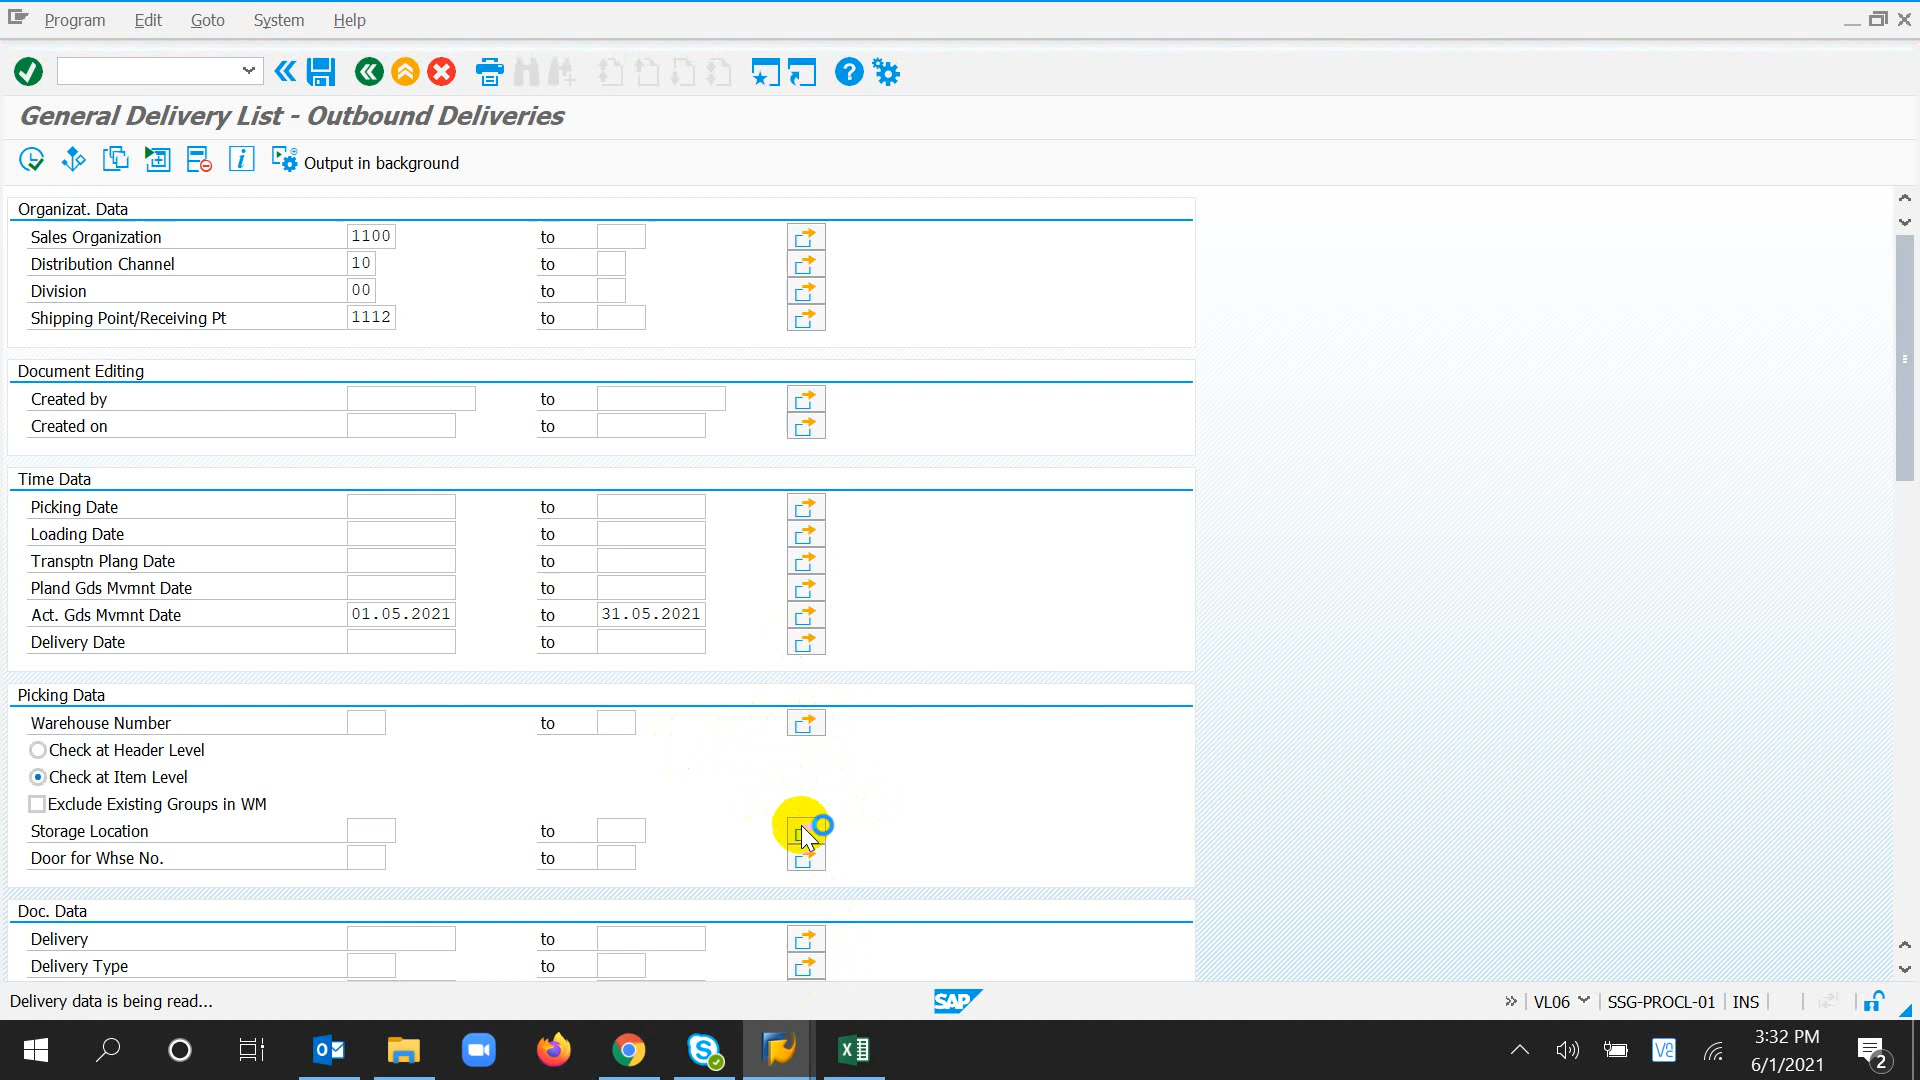 Program Edit Goto System Help
General Delivery List - Outbound Deliveries
Output in background
Organizat. Data
Sales Organization 1100 to
Distribution Channel 10 to
Division 00 to
Shipping Point/Receiving Pt 1112 to
Document Editing
Created by to
Created on to
Time Data
Picking Date to
Loading Date to
Transptn Plang Date to
Pland Gds Mvmnt Date to
Act. Gds Mvmnt Date 01.05.2021 to 31.05.2021
Delivery Date to
Picking Data
Warehouse Number to
Check at Header Level
Check at Item Level
Exclude Existing Groups in WM
Storage Location to
Door for Whse No. to
Doc. Data
Delivery to
Delivery Type to
Delivery data is being read... SAP VL06 SSG-PROCL-01 INS
3:32 PM
6/1/2021
2